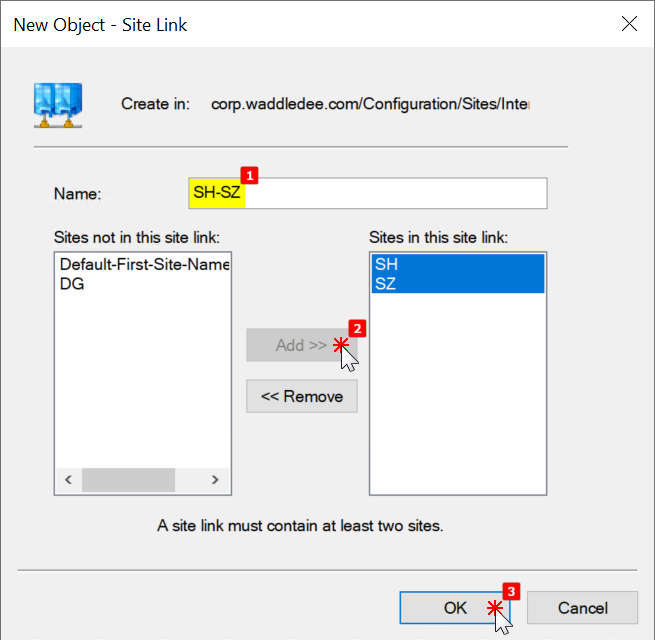 New Object - Site Link
Create in: corp.waddledee.com/Configuration/Sites/Inter
1
Name: SH-SZ
Sites not in this site link: Sites in this site link:
Default-First-Site-Name SH
DG SZ
2
Add >>
<< Remove
A site link must contain at least two sites.
3
OK Cancel